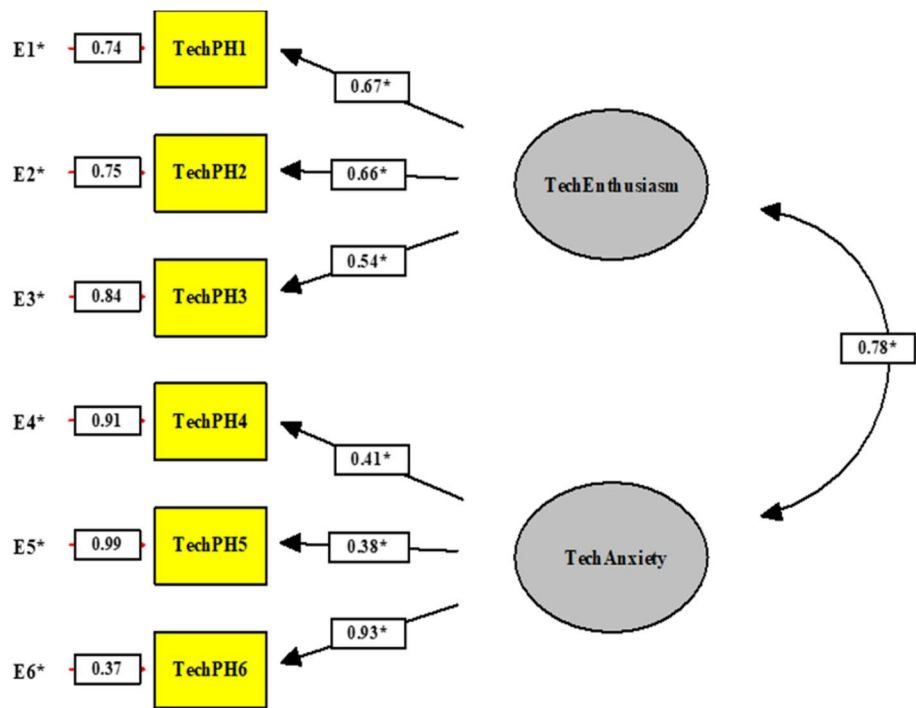 E1* 0.74 TechPH1
0.67*
E2* 0.75 TechPH2 0.66* TechEnthusiasm
E3* 0.84 TechPH3 0.54*
0.78*
E4* 0.91 TechPH4 0.41*
E5* 0.99 TechPH5 0.38* TechAnxiety
E6* 0.37 TechPH6 0.93*